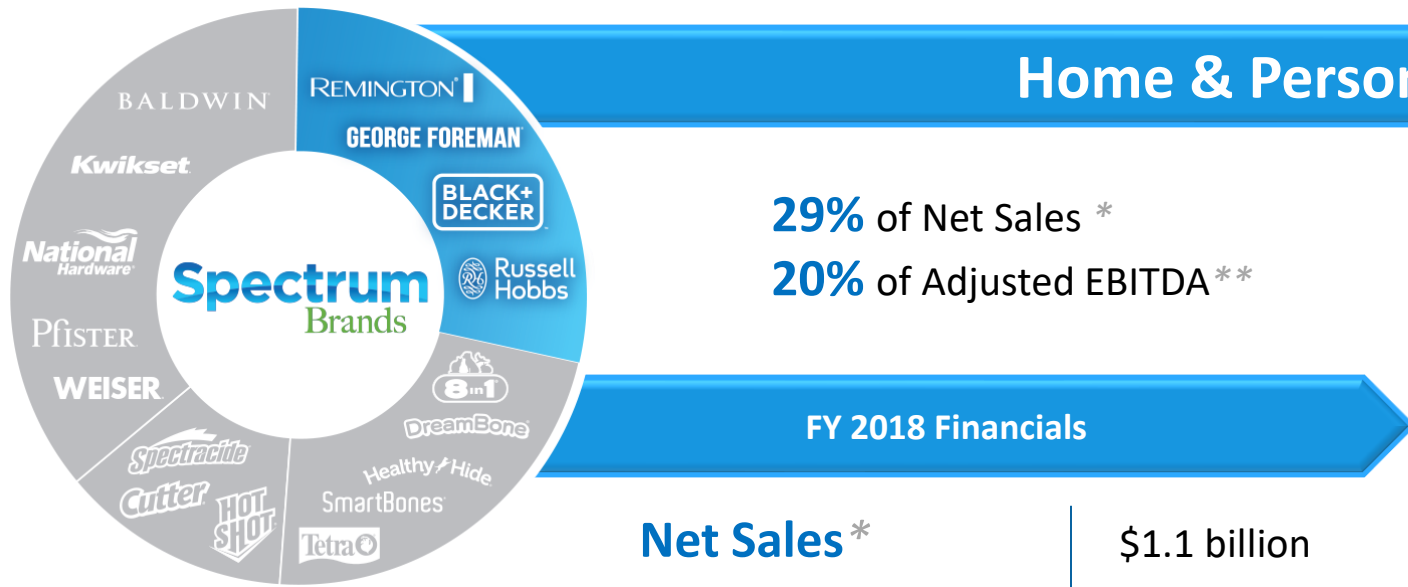 Home & Person
BALDWIN
REMINGTON
GEORGE FOREMAN
Kwikset
BLACK+
DECKER
National
Hardware
Russell
Hobbs
RH
Spectrum
Brands
29% of Net Sales *
20% of Adjusted EBITDA**
Pfister
WEISER
8in1
DreamBone
FY 2018 Financials
Spectracide
Healthy Hide
Cutter
HOT
SHOT
SmartBones
Tetra
Net Sales*
$1.1 billion